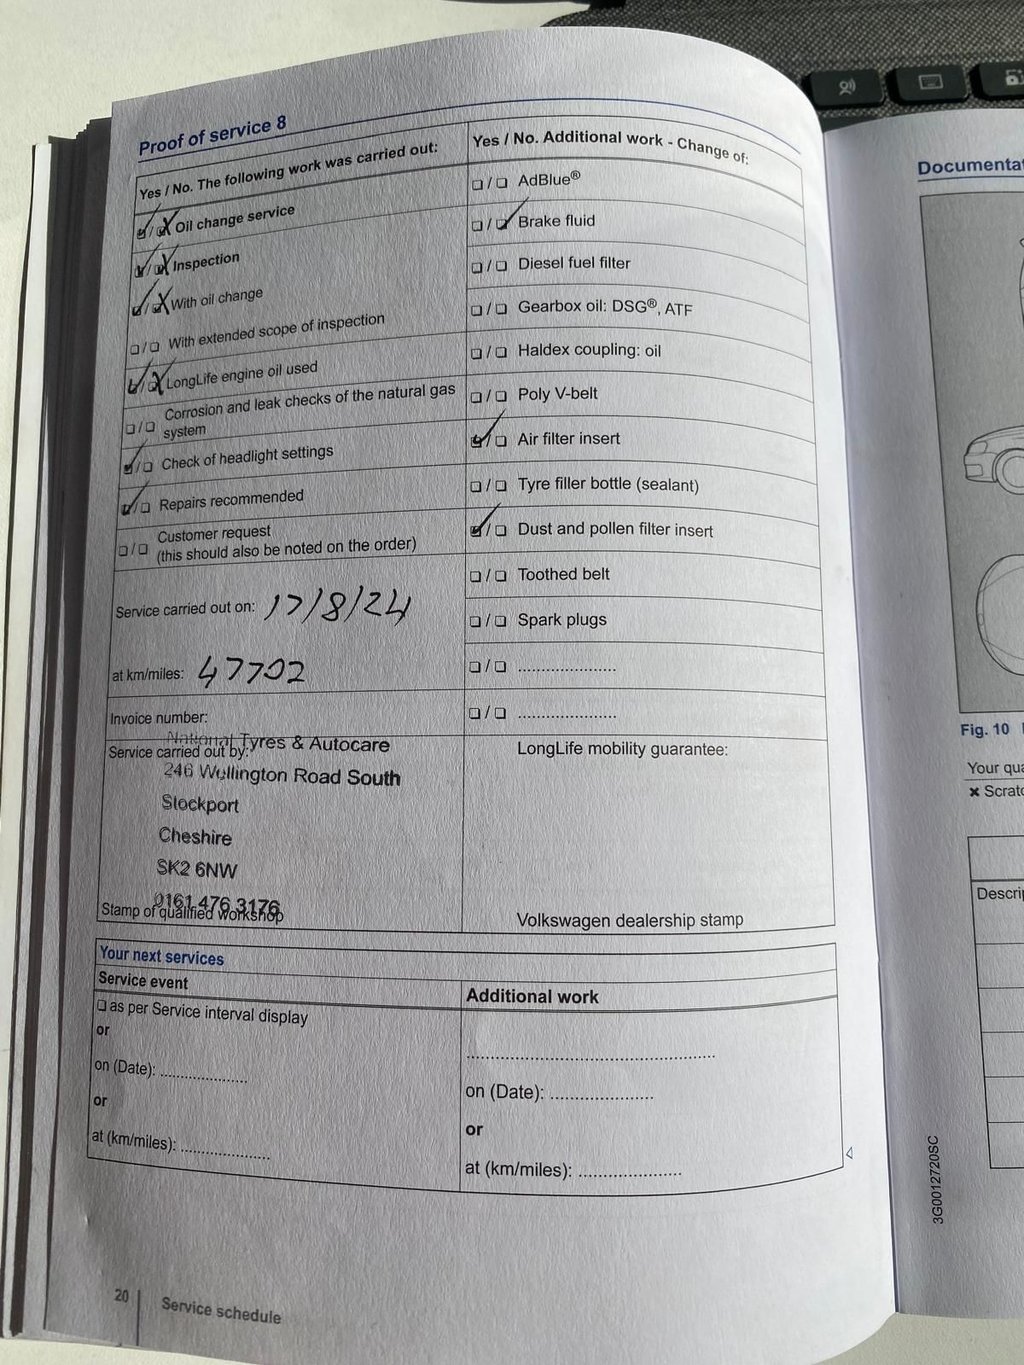 Proof of service 8
Yes / No. The following work was carried out:
Oil change service
Inspection
With oil change
With extended scope of inspection
LongLife engine oil used
Corrosion and leak checks of the natural gas
system
Check of headlight settings
Repairs recommended
Customer request
(this should also be noted on the order)
Service carried out on: 17/8/24
at km/miles: 47702
Invoice number:
Service carried out by:
National Tyres & Autocare
246 Wellington Road South
Stockport
Cheshire
SK2 6NW
0161 476 3176
Stamp of qualified workshop
Yes / No. Additional work - Change of:
AdBlue®
Brake fluid
Diesel fuel filter
Gearbox oil: DSG®, ATF
Haldex coupling: oil
Poly V-belt
Air filter insert
Tyre filler bottle (sealant)
Dust and pollen filter insert
Toothed belt
Spark plugs
LongLife mobility guarantee:
Volkswagen dealership stamp
Your next services
Service event
as per Service interval display
or
on (Date): .....................
or
at (km/miles): .....................
Additional work
on (Date): .....................
or
at (km/miles): .....................
20
Service schedule
Documentat
Fig. 10
Your qua
Scratc
Descrip
3G0012720SC